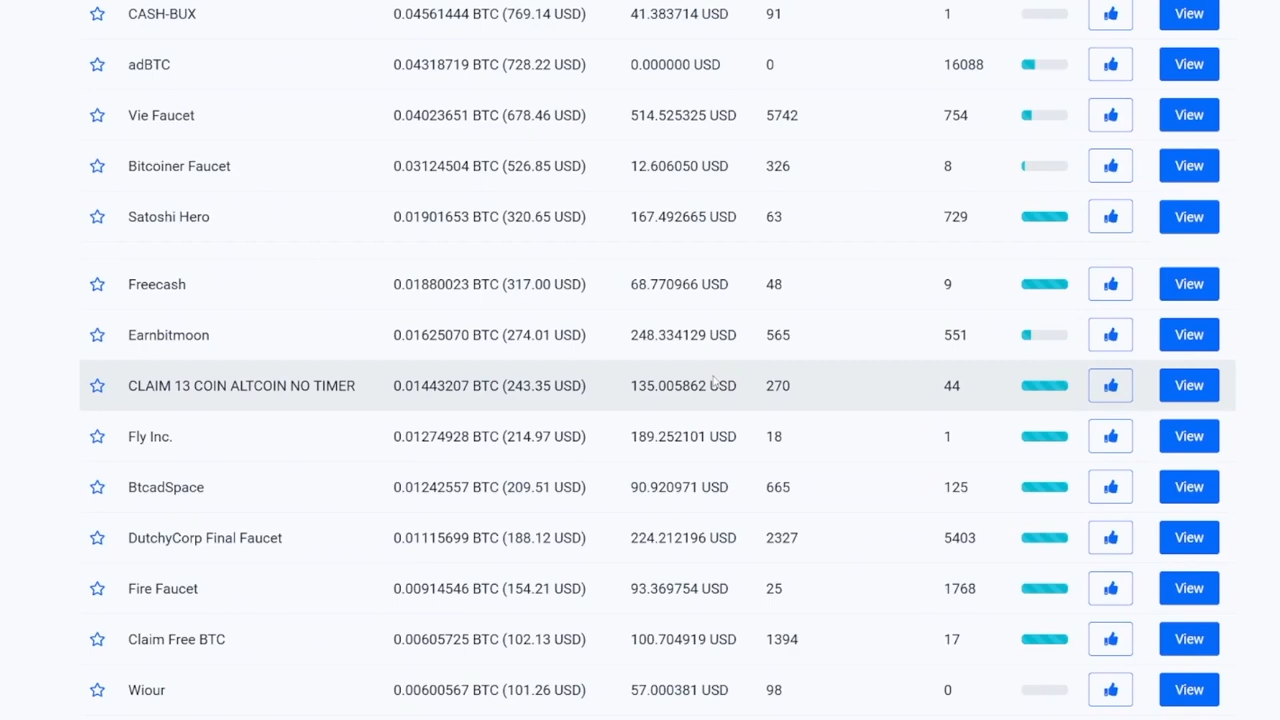 CASH-BUX 0.04561444 BTC (769.14 USD) 41.383714 USD 91 1 View
adBTC 0.04318719 BTC (728.22 USD) 0.000000 USD 0 16088 View
Vie Faucet 0.04023651 BTC (678.46 USD) 514.525325 USD 5742 754 View
Bitcoiner Faucet 0.03124504 BTC (526.85 USD) 12.606050 USD 326 8 View
Satoshi Hero 0.01901653 BTC (320.65 USD) 167.492665 USD 63 729 View
Freecash 0.01880023 BTC (317.00 USD) 68.770966 USD 48 9 View
Earnbitmoon 0.01625070 BTC (274.01 USD) 248.334129 USD 565 551 View
CLAIM 13 COIN ALTCOIN NO TIMER 0.01443207 BTC (243.35 USD) 135.005862 USD 270 44 View
Fly Inc. 0.01274928 BTC (214.97 USD) 189.252101 USD 18 1 View
BtcadSpace 0.01242557 BTC (209.51 USD) 90.920971 USD 665 125 View
DutchyCorp Final Faucet 0.01115699 BTC (188.12 USD) 224.212196 USD 2327 5403 View
Fire Faucet 0.00914546 BTC (154.21 USD) 93.369754 USD 25 1768 View
Claim Free BTC 0.00605725 BTC (102.13 USD) 100.704919 USD 1394 17 View
Wiour 0.00600567 BTC (101.26 USD) 57.000381 USD 98 0 View